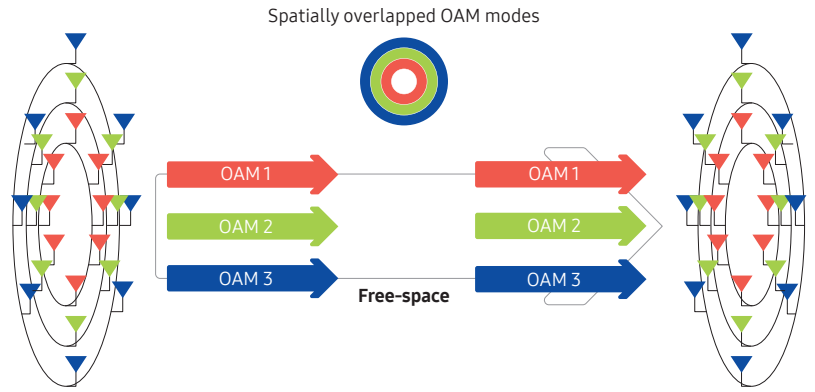 Spatially overlapped OAM modes
OAM 1
OAM 1
OAM 2
OAM 2
OAM 3
OAM 3
Free-space